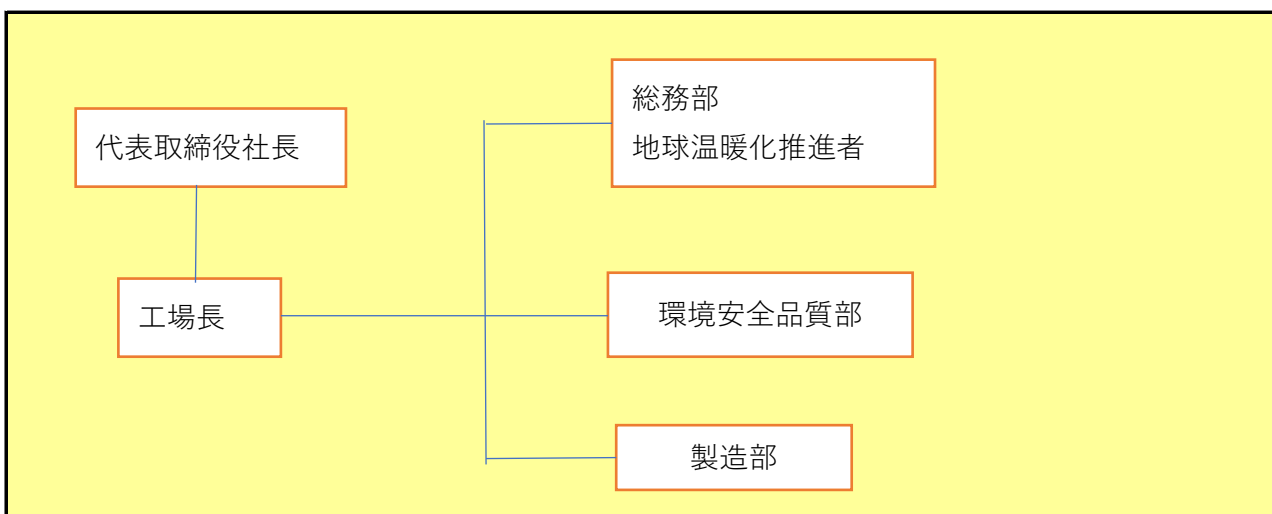 代表取締役社長
工場長
総務部
地球温暖化推進者
環境安全品質部
製造部